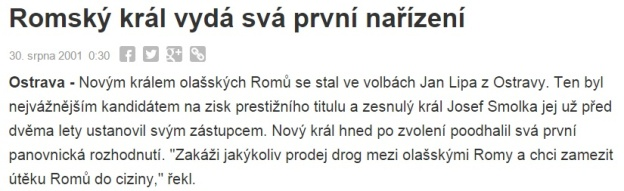 Romský král vydá svá první nařízení
30. srpna 2001 0:30
Ostrava - Novým králem olašských Romů se stal ve volbách Jan Lipa z Ostravy. Ten byl
nejvážnějším kandidátem na zisk prestižního titulu a zesnulý král Josef Smolka jej už před
dvěma lety ustanovil svým zástupcem. Nový král hned po zvolení poodhalil svá první
panovnická rozhodnutí. "Zakáži jakýkoliv prodej drog mezi olašskými Romy a chci zamezit
útěku Romů do ciziny," řekl.